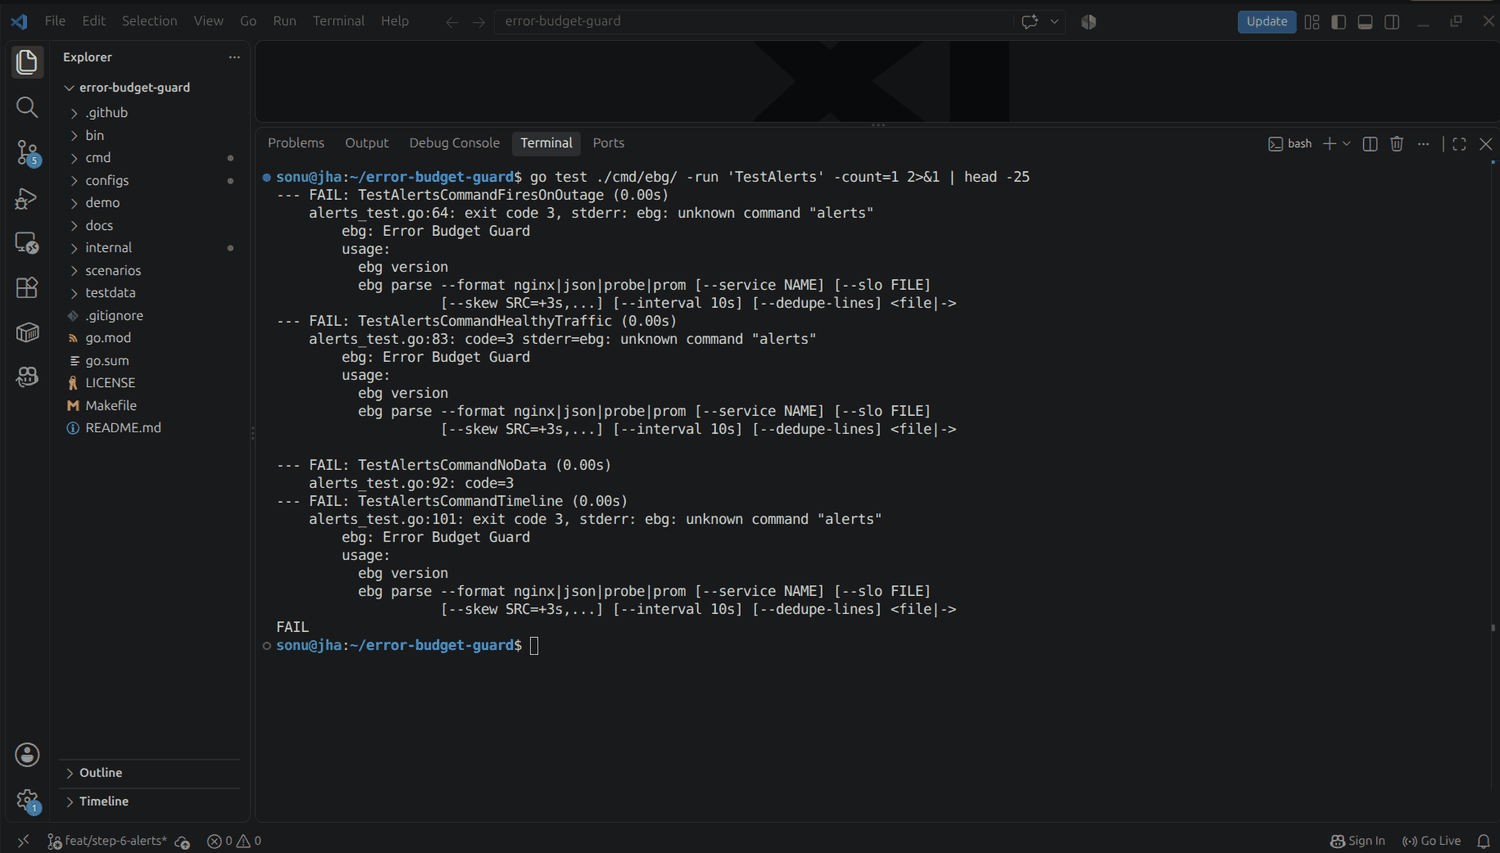 File Edit Selection View Go Run Terminal Help
error-budget-guard
Update
Explorer
error-budget-guard
.github
bin
cmd
configs
demo
docs
internal
scenarios
testdata
.gitignore
go.mod
go.sum
LICENSE
Makefile
README.md
Outline
Timeline
5
1
Problems Output Debug Console Terminal Ports
bash
sonu@jha:~/error-budget-guard$ go test ./cmd/ebg/ -run 'TestAlerts' -count=1 2>&1 | head -25
--- FAIL: TestAlertsCommandFiresOnOutage (0.00s)
    alerts_test.go:64: exit code 3, stderr: ebg: unknown command "alerts"
        ebg: Error Budget Guard
        usage:
          ebg version
          ebg parse --format nginx|json|probe|prom [--service NAME] [--slo FILE]
                    [--skew SRC=+3s,...] [--interval 10s] [--dedupe-lines] <file|->
--- FAIL: TestAlertsCommandHealthyTraffic (0.00s)
    alerts_test.go:83: code=3 stderr=ebg: unknown command "alerts"
        ebg: Error Budget Guard
        usage:
          ebg version
          ebg parse --format nginx|json|probe|prom [--service NAME] [--slo FILE]
                    [--skew SRC=+3s,...] [--interval 10s] [--dedupe-lines] <file|->
--- FAIL: TestAlertsCommandNoData (0.00s)
    alerts_test.go:92: code=3
--- FAIL: TestAlertsCommandTimeline (0.00s)
    alerts_test.go:101: exit code 3, stderr: ebg: unknown command "alerts"
        ebg: Error Budget Guard
        usage:
          ebg version
          ebg parse --format nginx|json|probe|prom [--service NAME] [--slo FILE]
                    [--skew SRC=+3s,...] [--interval 10s] [--dedupe-lines] <file|->
FAIL
sonu@jha:~/error-budget-guard$
feat/step-6-alerts* 0 0 Sign In Go Live